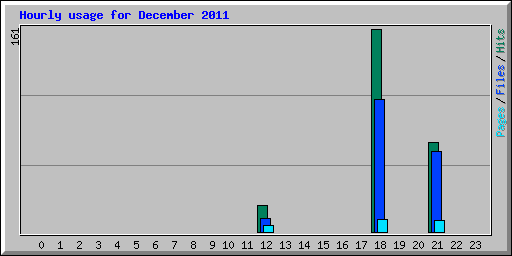 Hourly usage for December 2011
161
Pages/Files/Hits
0 1 2 3 4 5 6 7 8 9 10 11 12 13 14 15 16 17 18 19 20 21 22 23